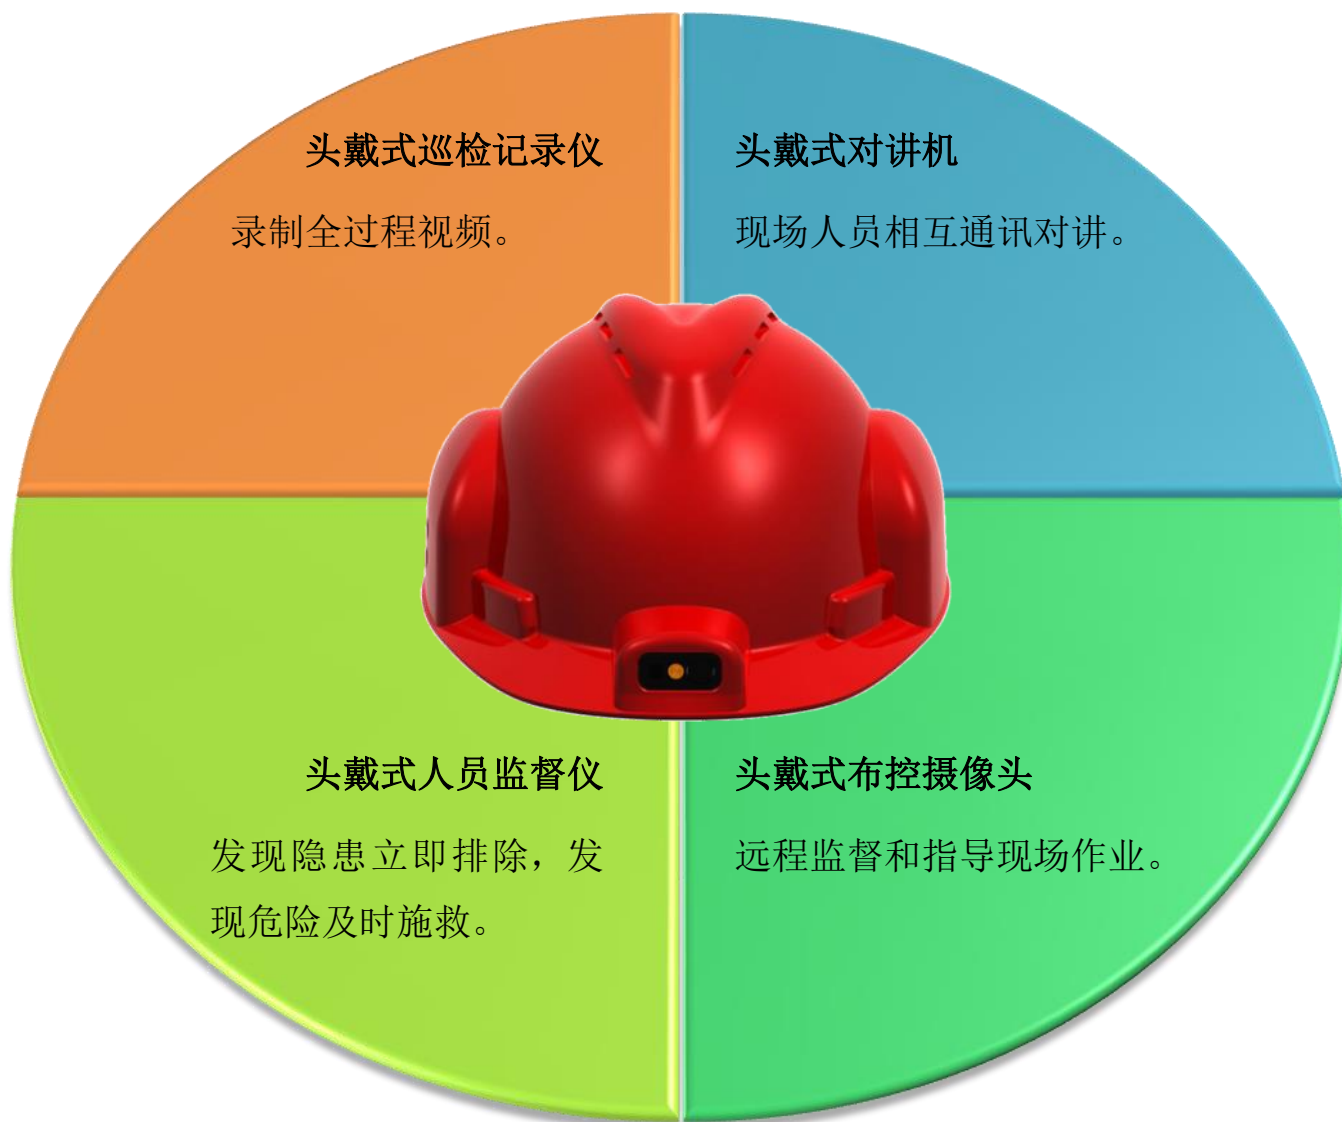 头戴式巡检记录仪
录制全过程视频。
头戴式对讲机
现场人员相互通讯对讲。
头戴式人员监督仪
发现隐患立即排除，发
现危险及时施救。
头戴式布控摄像头
远程监督和指导现场作业。